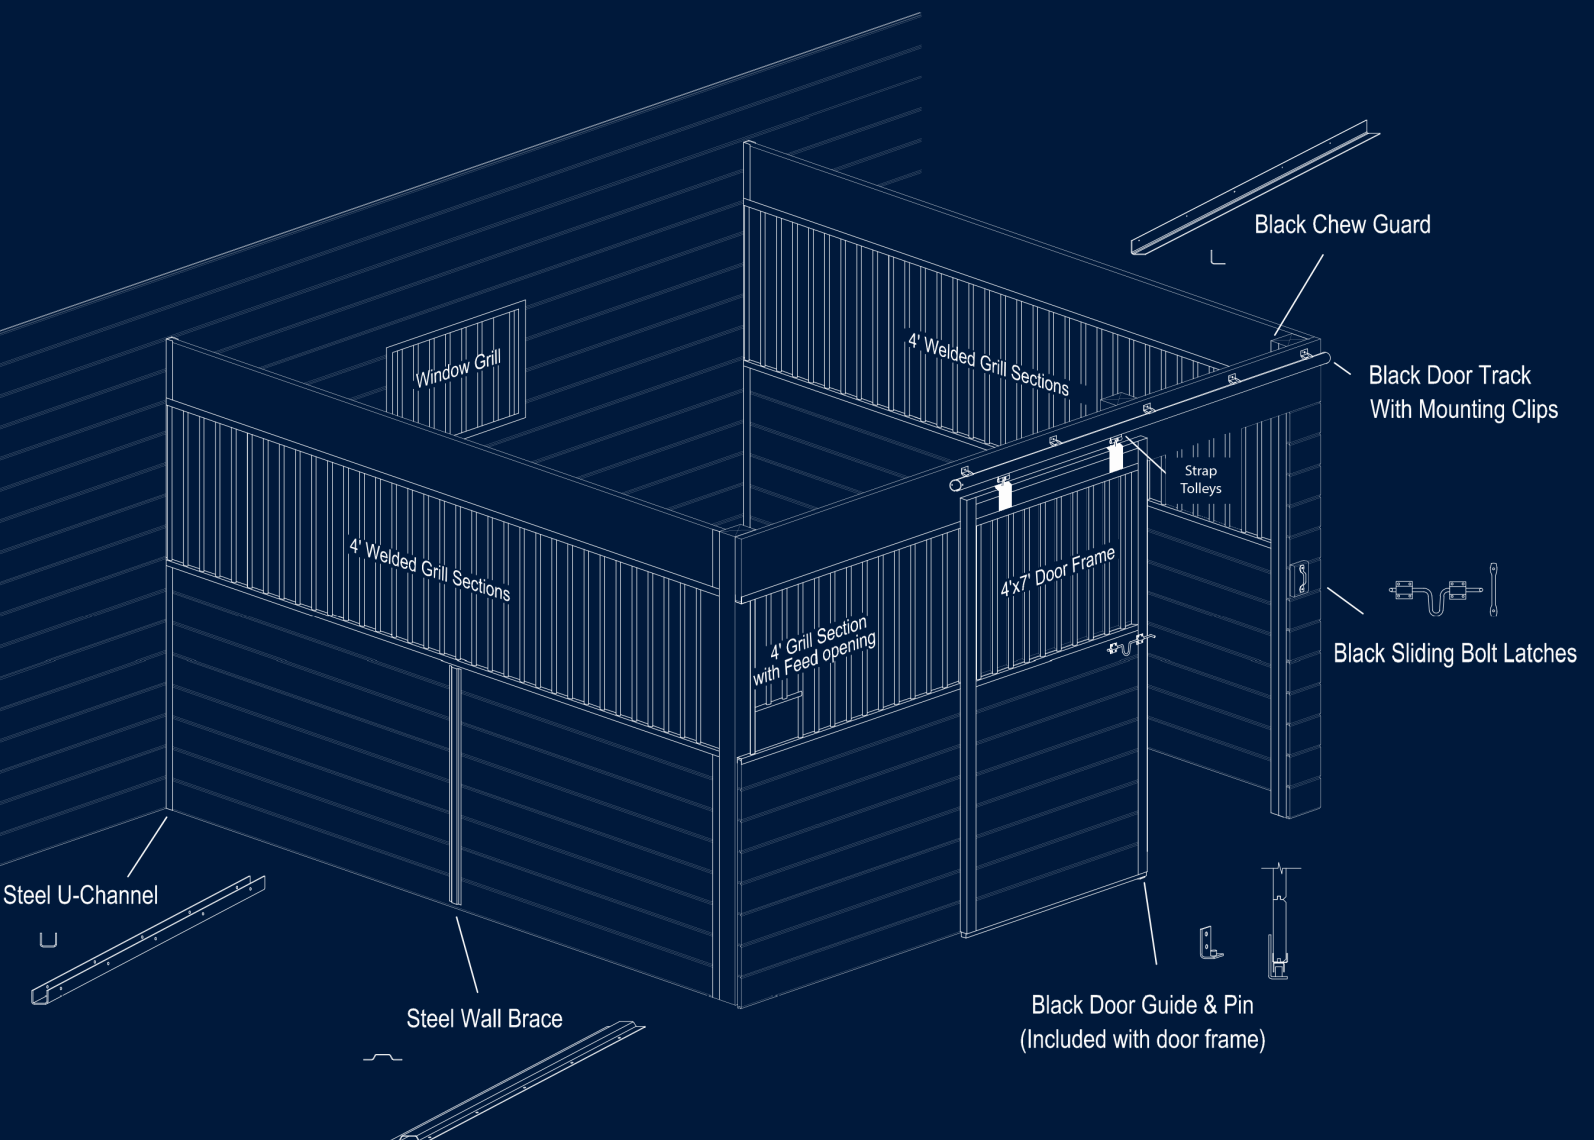 Black Chew Guard
Window Grill
4' Welded Grill Sections
Black Door Track
With Mounting Clips
Strap
Tolleys
4' Welded Grill Sections
4'x7' Door Frame
4' Grill Section
with Feed opening
Black Sliding Bolt Latches
Steel U-Channel
Steel Wall Brace
Black Door Guide & Pin
(Included with door frame)